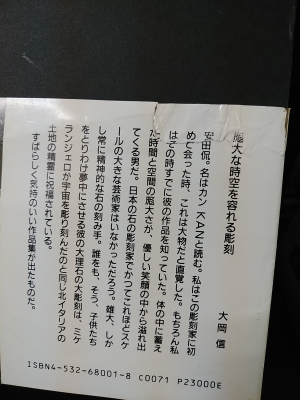 厖大な時空を容れる彫刻
大岡 信
安田侃。名はカン KANと読む。私はこの彫刻家に初
めて会った時、これは大物だと直覚した。もちろん私
はその時すでに彼の作品を知っていた。体の中に蓄え
た時間と空間の厖大さが、優しい笑顔の中から溢れ出
てくる男だ。日本の石の彫刻家でかつてこれほどスケ
ールの大きな芸術家はいなかっただろう。雄大、しか
し常に精神的な石の刻み手。誰をも、そう、子供たち
をとりわけ夢中にさせる彼の大理石の大彫刻は、ミケ
ランジェロが宇宙を彫り刻んだのと同じ北イタリアの
土地の精霊に祝福されている。
すばらしく気持のいい作品集が出たものだ。
ISBN4-532-68001-8 C0071 P23000E